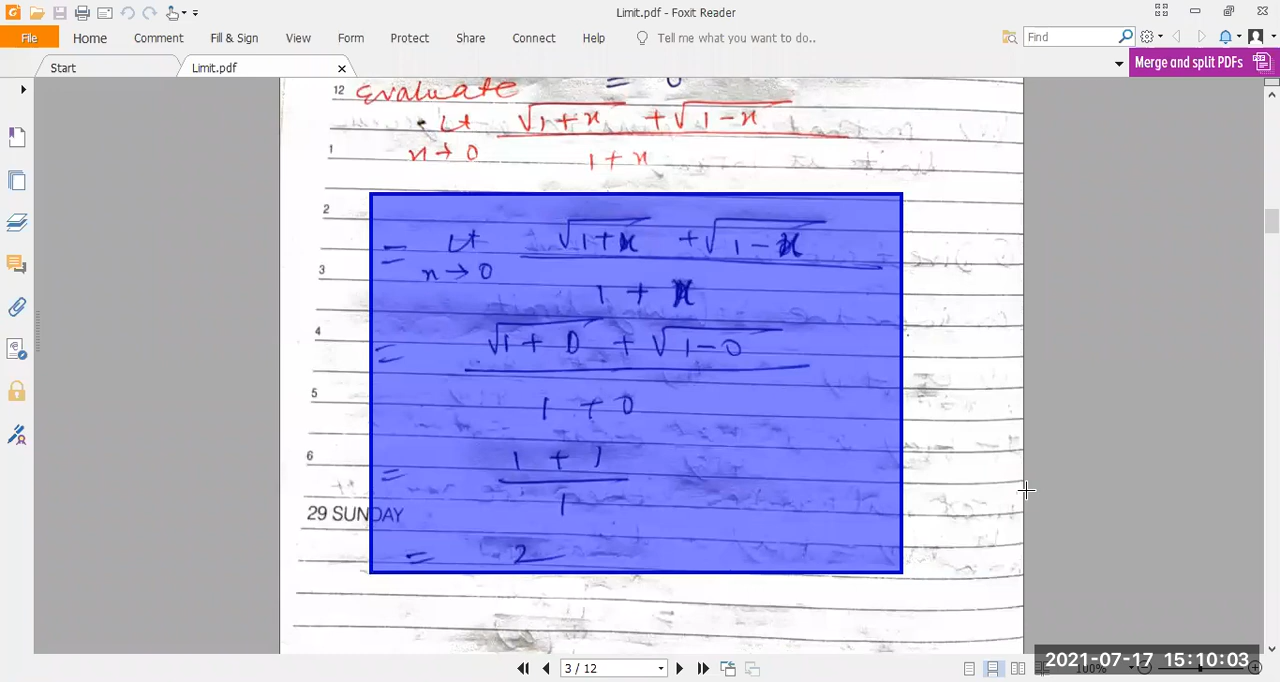 Limit.pdf - Foxit Reader
File Home Comment Fill & Sign View Form Protect Share Connect Help Tell me what you want to do.. Find
Start Limit.pdf Merge and split PDFs
= 0
12 Evaluate
Lt √1+x + √1-x
x→0 1+x
1
2
= Lt √1+x + √1-x
3 x→0 1 + x
4
= √1+0 + √1-0
5 1 + 0
6 = 1 + 1
1
29 SUNDAY
= 2
3 / 12 100%
2021-07-17 15:10:03